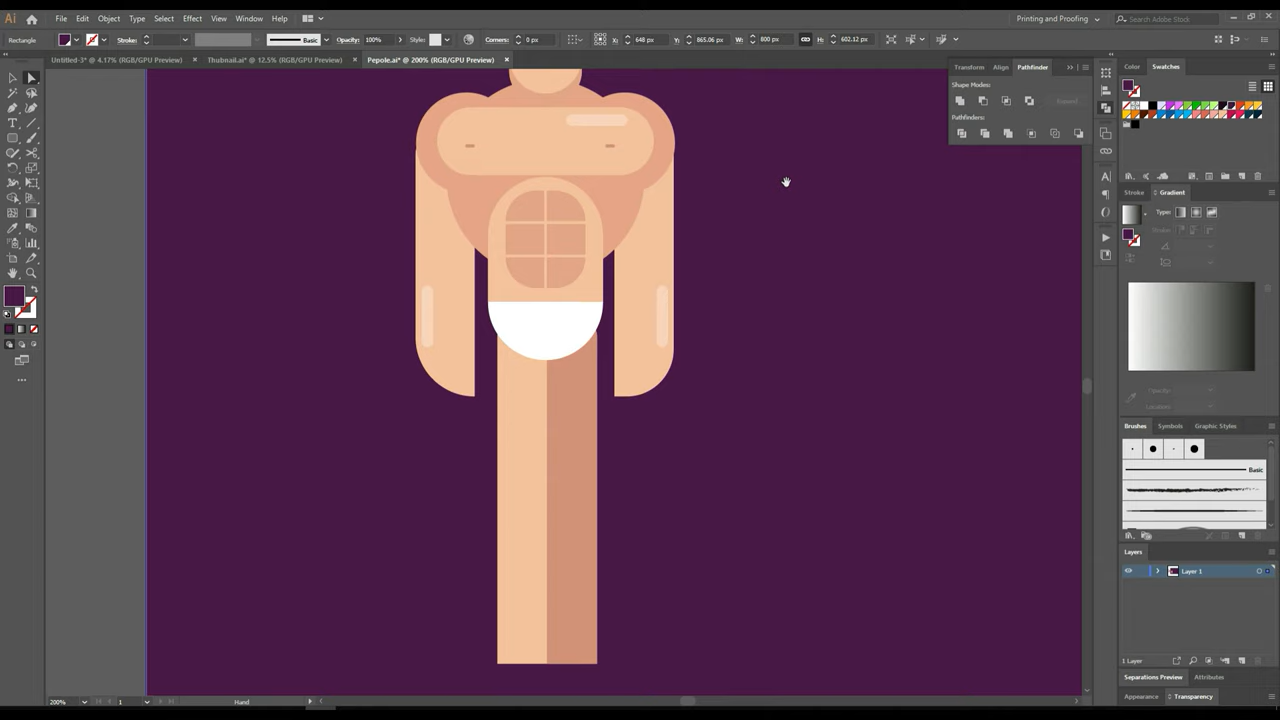 Ai File Edit Object Type Select Effect View Window Help Printing and Proofing Search Adobe Stock
Rectangle Stroke: Basic Opacity: 100% Style: Corners: 0 px X: 648 px Y: 865.06 px W: 800 px H: 602.12 px
Untitled-3* @ 4.17% (RGB/GPU Preview) × Thubnail.ai* @ 12.5% (RGB/GPU Preview) × Pepole.ai* @ 200% (RGB/GPU Preview) ×
Transform Align Pathfinder
Shape Modes:
Expand
Pathfinders:
Color Swatches
Stroke Gradient
Type:
Stroke:
Opacity:
Location:
Brushes Symbols Graphic Styles
Basic
Layers
Layer 1
1 Layer
Separations Preview Attributes
Appearance Transparency
200% 1 Hand